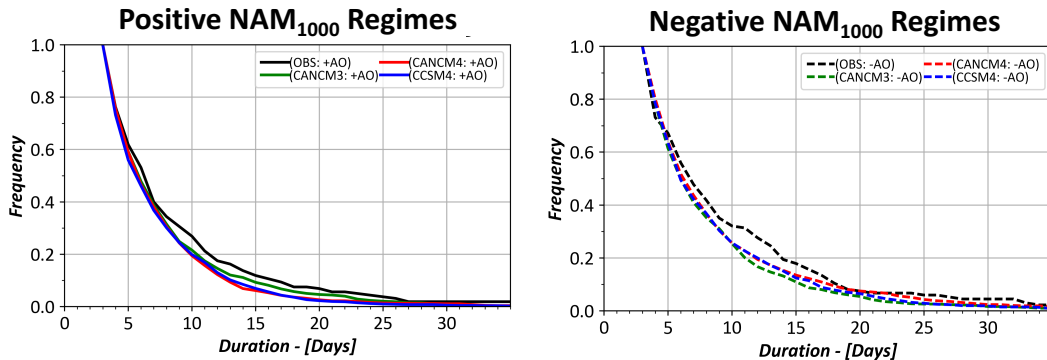 Positive NAM1000 Regimes
1.0
0.8
0.6
0.4
0.2
0.0
Frequency
(OBS: +AO)
(CANCM4: +AO)
(CANCM3: +AO)
(CCSM4: +AO)
0 5 10 15 20 25 30
Duration - [Days]
Negative NAM1000 Regimes
1.0
0.8
0.6
0.4
0.2
0.0
Frequency
(OBS: -AO)
(CANCM4: -AO)
(CANCM3: -AO)
(CCSM4: -AO)
0 5 10 15 20 25 30
Duration - [Days]